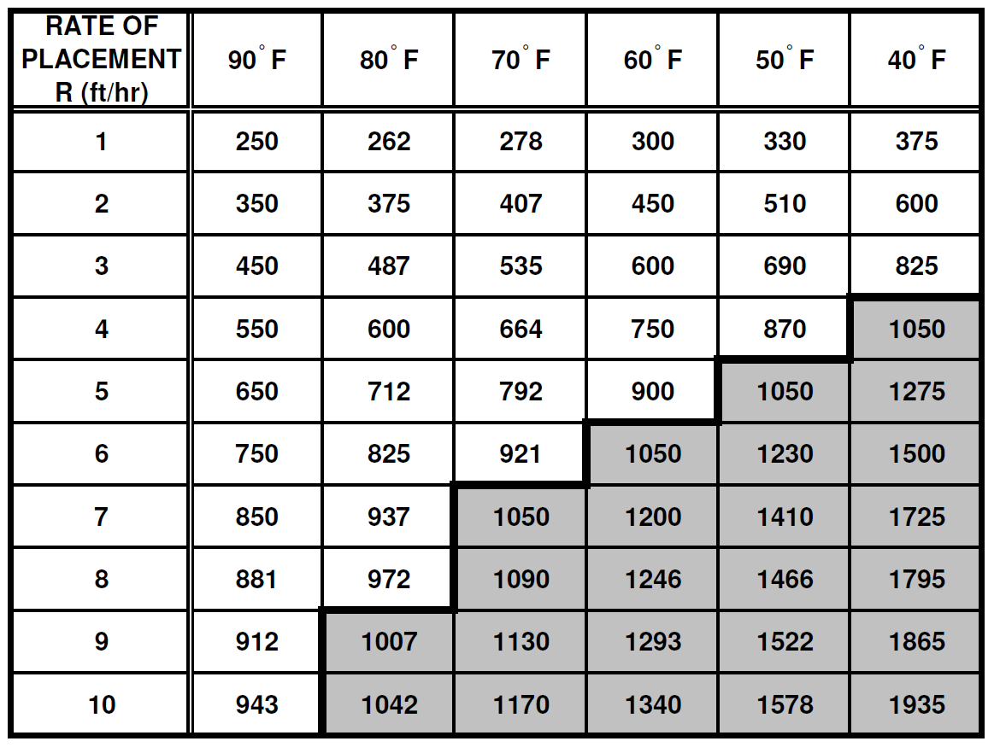 RATE OF
PLACEMENT
R (ft/hr)
90° F 80° F 70° F 60° F 50° F 40° F
1 250 262 278 300 330 375
2 350 375 407 450 510 600
3 450 487 535 600 690 825
4 550 600 664 750 870 1050
5 650 712 792 900 1050 1275
6 750 825 921 1050 1230 1500
7 850 937 1050 1200 1410 1725
8 881 972 1090 1246 1466 1795
9 912 1007 1130 1293 1522 1865
10 943 1042 1170 1340 1578 1935